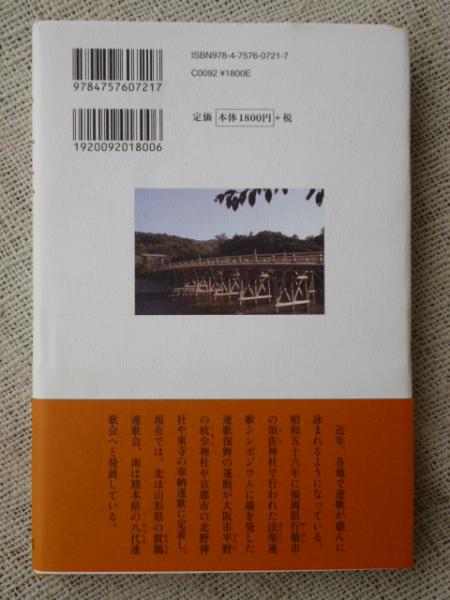 ISBN978-4-7576-0721-7
C0092 ¥1800E
9784757607217
定価 本体1800円+税
1920092018006
近年、各地で連歌が盛んに
詠まれるようになっている。
昭和五十六年に福岡県行橋市
の須佐神社で行われた法楽連
歌シンポジウムに端を発した
連歌復興の運動が大阪市平野
の杭全神社や京都市の北野神
社や東寺の奉納連歌に定着し、
現在では、北は山形県の置賜
連歌会、南は熊本県の八代連
歌会へと発展している。